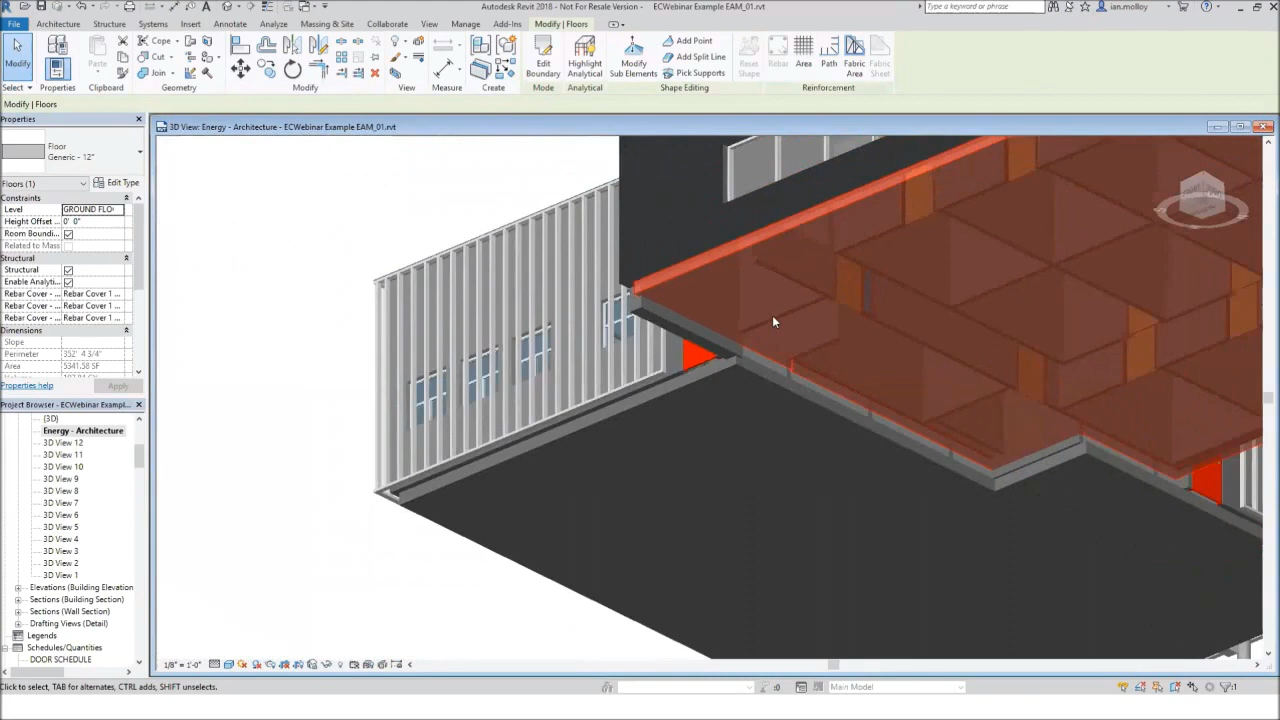 Autodesk Revit 2018 - Not For Resale Version - ECWebinar Example EAM_01.rvt
Type a keyword or phrase
ian.molloy
File Architecture Structure Systems Insert Annotate Analyze Massing & Site Collaborate View Manage Add-Ins Modify | Floors
Modify
Select
Properties
Paste
Clipboard
Cope
Cut
Join
Geometry
Modify
View
Measure
Create
Edit Boundary
Mode
Highlight Analytical
Analytical
Modify Sub Elements
Add Point
Add Split Line
Pick Supports
Reset Shape
Shape Editing
Rebar
Area
Path
Fabric Area
Fabric Sheet
Reinforcement
Modify | Floors
Properties
Floor
Generic - 12"
Floors (1)
Edit Type
Constraints
Level GROUND FLO
Height Offset ... 0' 0"
Room Boundi...
Related to Mass
Structural
Structural
Enable Analyti...
Rebar Cover -... Rebar Cover 1 ...
Rebar Cover -... Rebar Cover 1 ...
Rebar Cover -... Rebar Cover 1 ...
Dimensions
Slope
Perimeter 352' 4 3/4"
Area 5341.58 SF
Properties help
Apply
Project Browser - ECWebinar Exampl...
{3D}
Energy - Architecture
3D View 12
3D View 11
3D View 10
3D View 9
3D View 8
3D View 7
3D View 6
3D View 5
3D View 4
3D View 3
3D View 2
3D View 1
Elevations (Building Elevation
Sections (Building Section)
Sections (Wall Section)
Drafting Views (Detail)
Legends
Schedules/Quantities
DOOR SCHEDULE
3D View: Energy - Architecture - ECWebinar Example EAM_01.rvt
1/8" = 1'-0"
Click to select, TAB for alternates, CTRL adds, SHIFT unselects.
:0
Main Model
:1